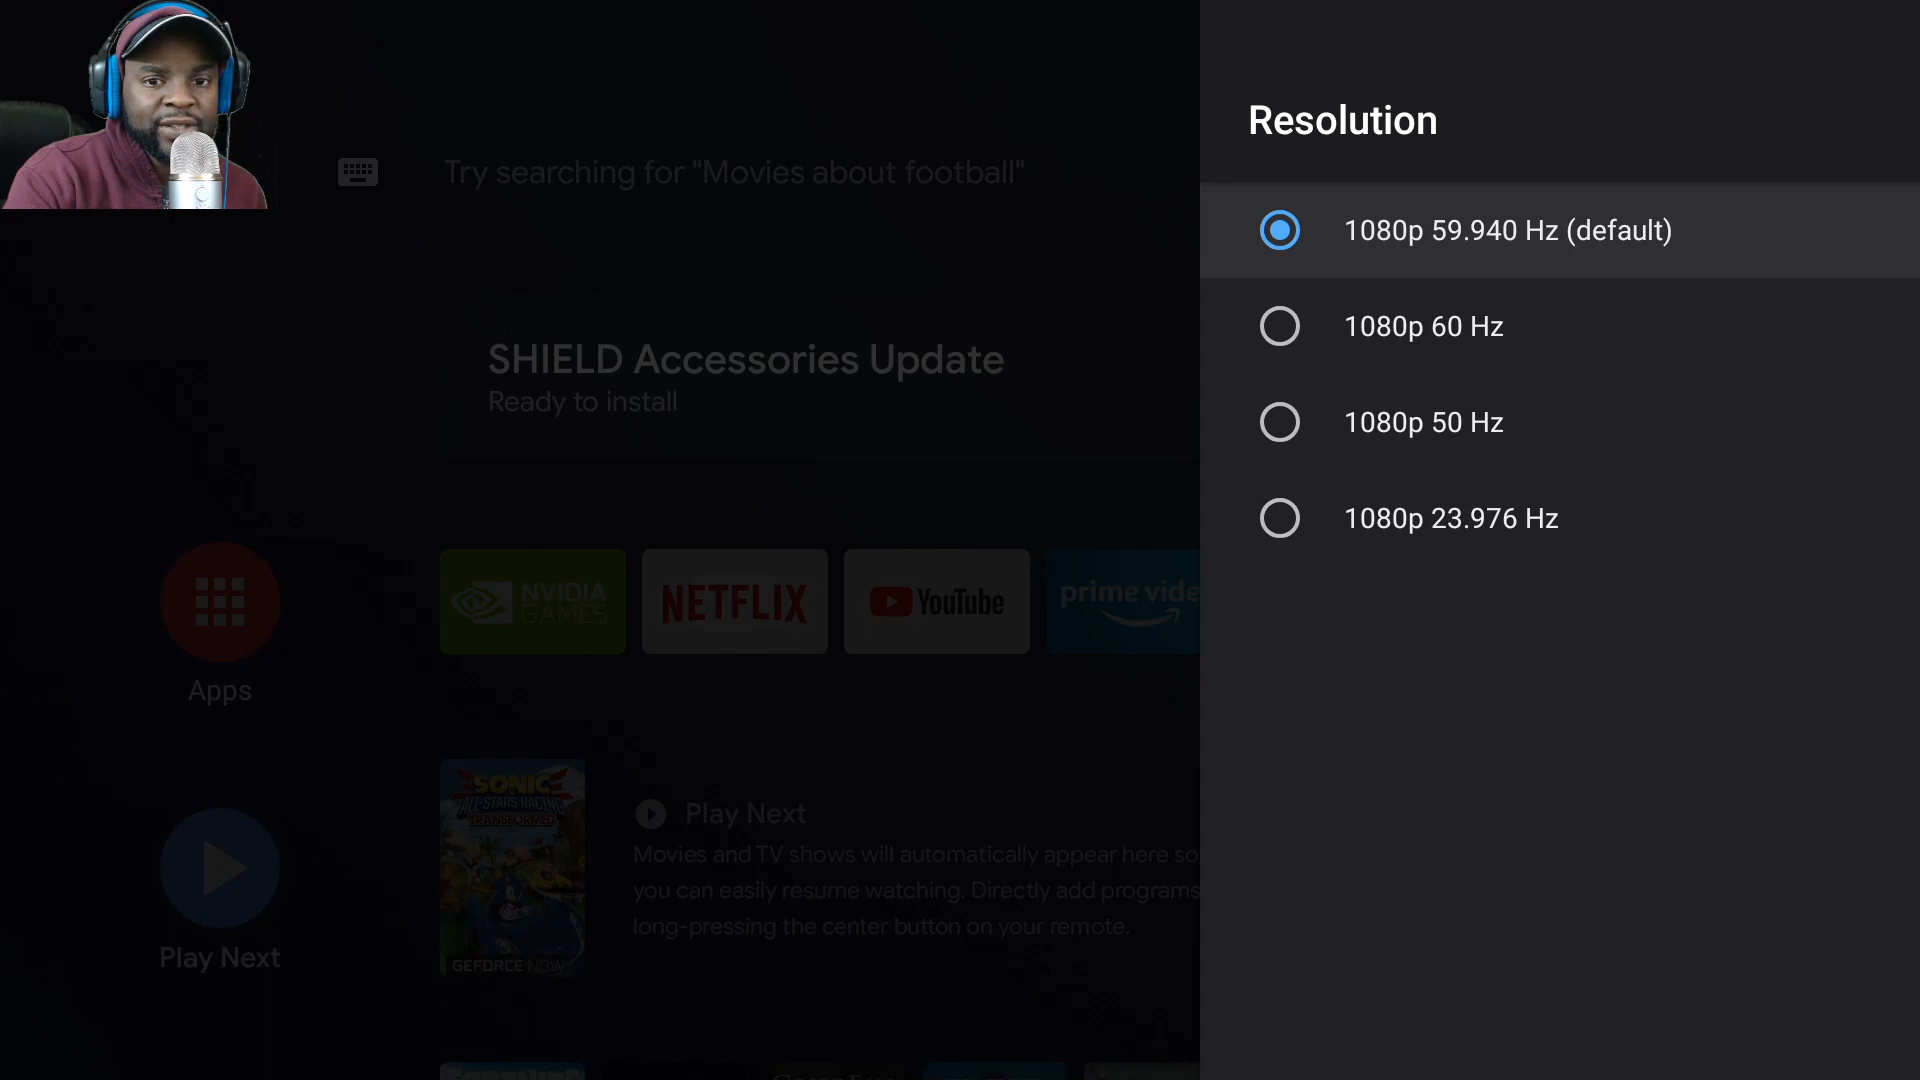 Try searching for "Movies about football"
SHIELD Accessories Update
Ready to install
NVIDIA
GAMES
NETFLIX
YouTube
prime vide
Apps
SONIC
ALL-STARS RACING
TRANSFORMED
GEFORCE NOW
Play Next
Movies and TV shows will automatically appear here so
you can easily resume watching. Directly add programs
long-pressing the center button on your remote.
Play Next
Resolution
1080p 59.940 Hz (default)
1080p 60 Hz
1080p 50 Hz
1080p 23.976 Hz